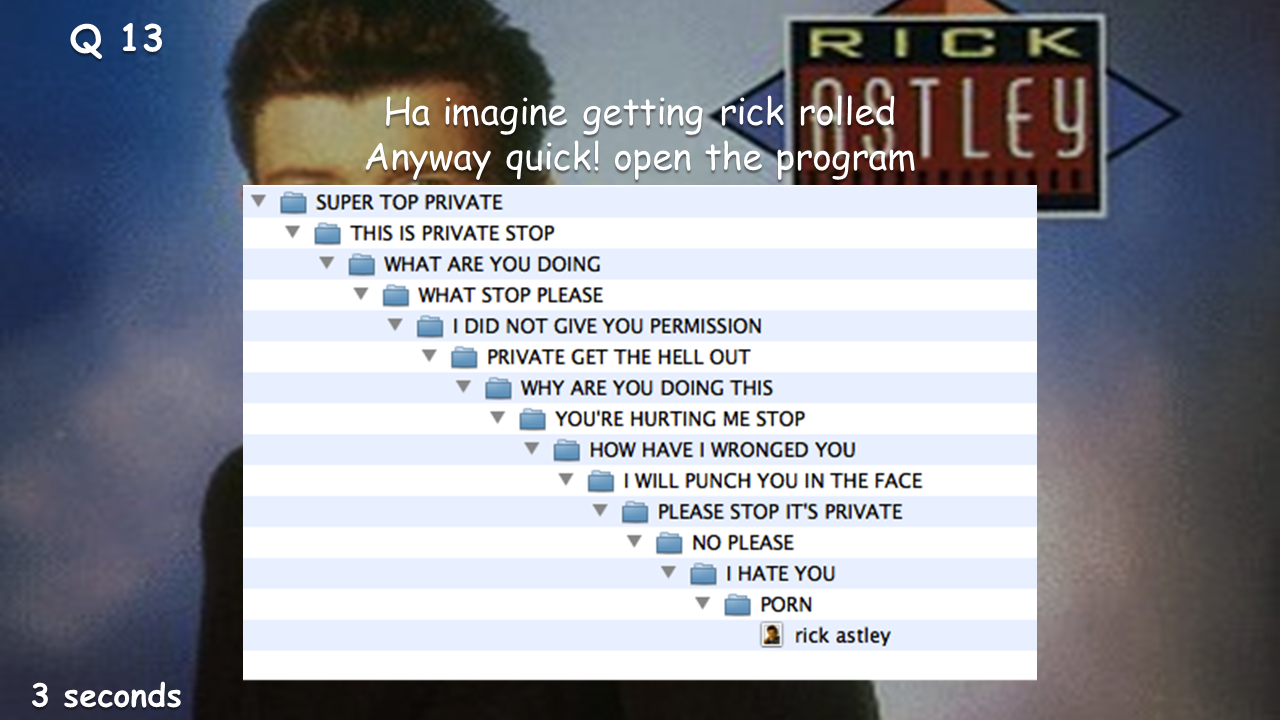 Q 13
RICK
ASTLEY
Ha imagine getting rick rolled
Anyway quick! open the program
SUPER TOP PRIVATE
THIS IS PRIVATE STOP
WHAT ARE YOU DOING
WHAT STOP PLEASE
I DID NOT GIVE YOU PERMISSION
PRIVATE GET THE HELL OUT
WHY ARE YOU DOING THIS
YOU'RE HURTING ME STOP
HOW HAVE I WRONGED YOU
I WILL PUNCH YOU IN THE FACE
PLEASE STOP IT'S PRIVATE
NO PLEASE
I HATE YOU
PORN
rick astley
3 seconds